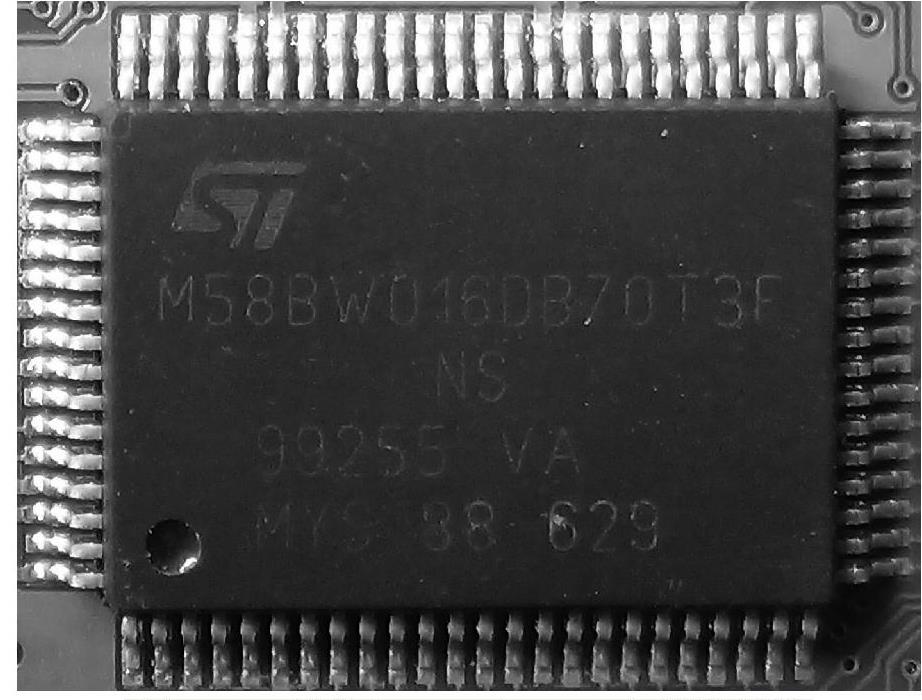 ST
M58BW016DB70T3F
NS
99255 VA
MYS 88 629